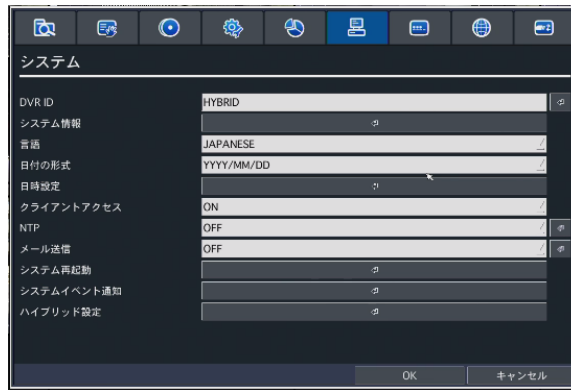 システム
DVR ID HYBRID
システム情報
言語 JAPANESE
日付の形式 YYYY/MM/DD
日時設定
クライアントアクセス ON
NTP OFF
メール送信 OFF
システム再起動
システムイベント通知
ハイブリッド設定
OK キャンセル